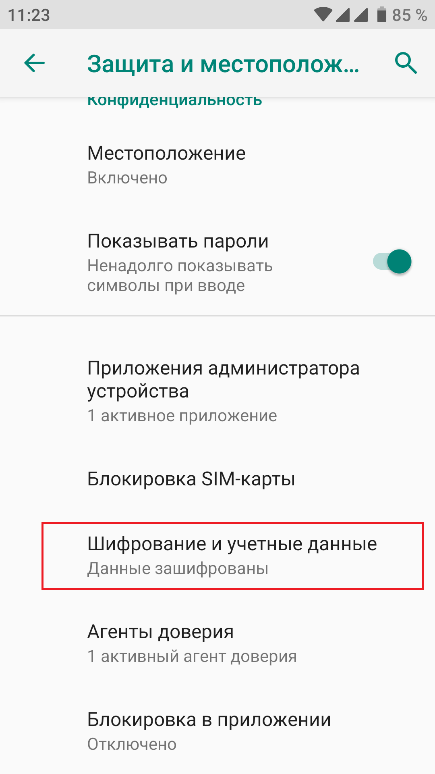 11:23
85 %
Защита и местополож...
Конфиденциальность
Местоположение
Включено
Показывать пароли
Ненадолго показывать
символы при вводе
Приложения администратора
устройства
1 активное приложение
Блокировка SIM-карты
Шифрование и учетные данные
Данные зашифрованы
Агенты доверия
1 активный агент доверия
Блокировка в приложении
Отключено